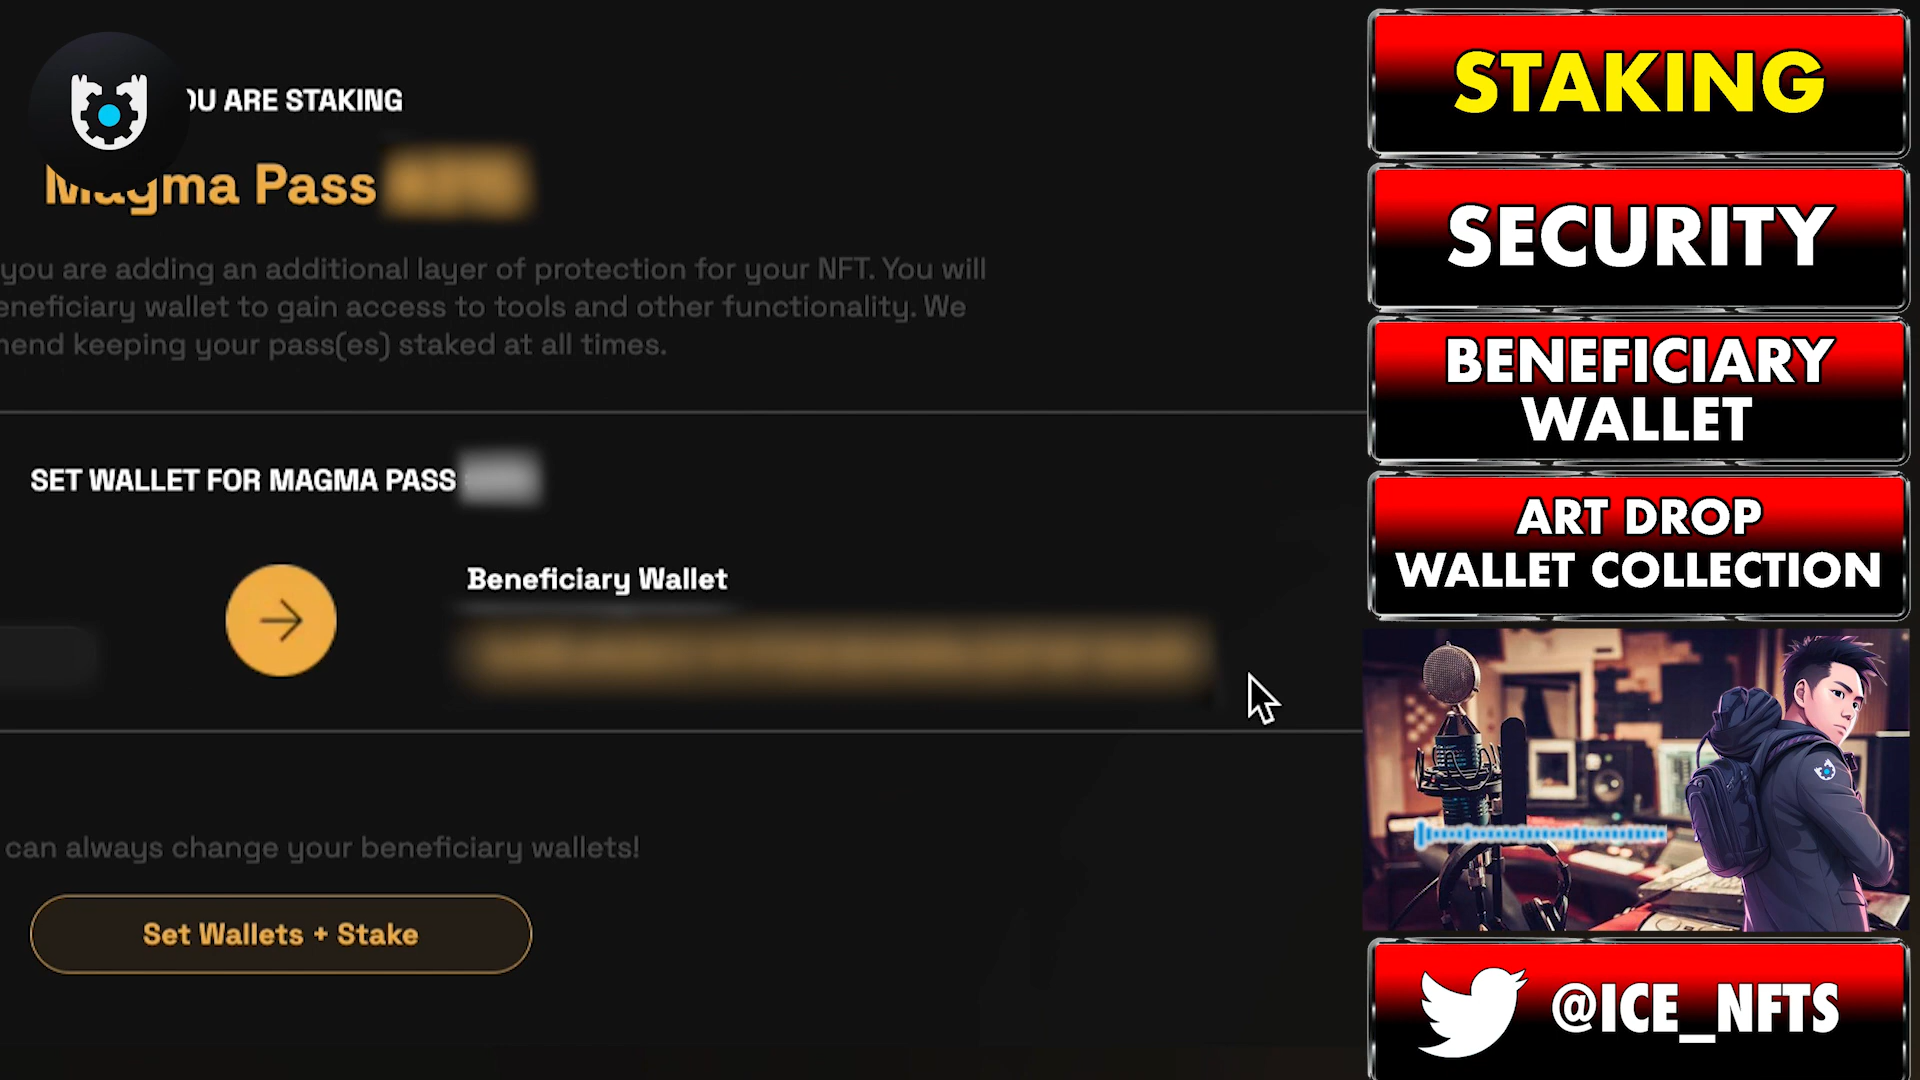 OU ARE STAKING
Magma Pass
you are adding an additional layer of protection for your NFT. You will
eneficiary wallet to gain access to tools and other functionality. We
mend keeping your pass(es) staked at all times.
SET WALLET FOR MAGMA PASS
Beneficiary Wallet
can always change your beneficiary wallets!
Set Wallets + Stake
STAKING
SECURITY
BENEFICIARY
WALLET
ART DROP
WALLET COLLECTION
@ICE_NFTS